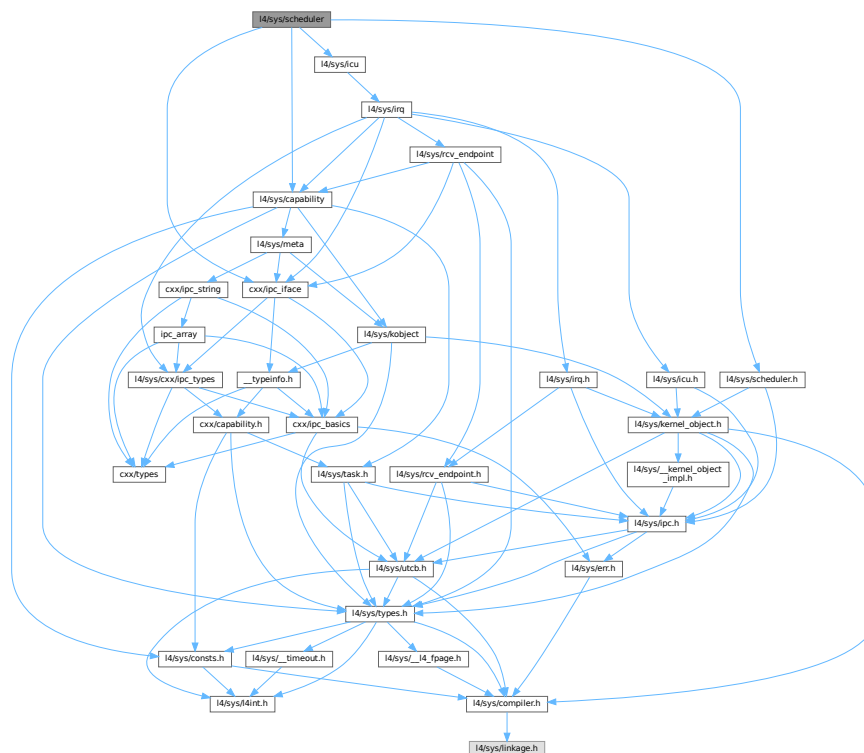 l4/sys/scheduler
l4/sys/icu
l4/sys/irq
l4/sys/rcv_endpoint
l4/sys/capability
l4/sys/meta
cxx/ipc_string
cxx/ipc_iface
ipc_array
l4/sys/kobject
l4/sys/cxx/ipc_types
__typeinfo.h
l4/sys/irq.h
l4/sys/icu.h
l4/sys/scheduler.h
cxx/capability.h
cxx/ipc_basics
l4/sys/kernel_object.h
cxx/types
l4/sys/task.h
l4/sys/rcv_endpoint.h
l4/sys/__kernel_object
_impl.h
l4/sys/ipc.h
l4/sys/utcb.h
l4/sys/err.h
l4/sys/types.h
l4/sys/consts.h
l4/sys/__timeout.h
l4/sys/__l4_fpage.h
l4/sys/l4int.h
l4/sys/compiler.h
l4/sys/linkage.h